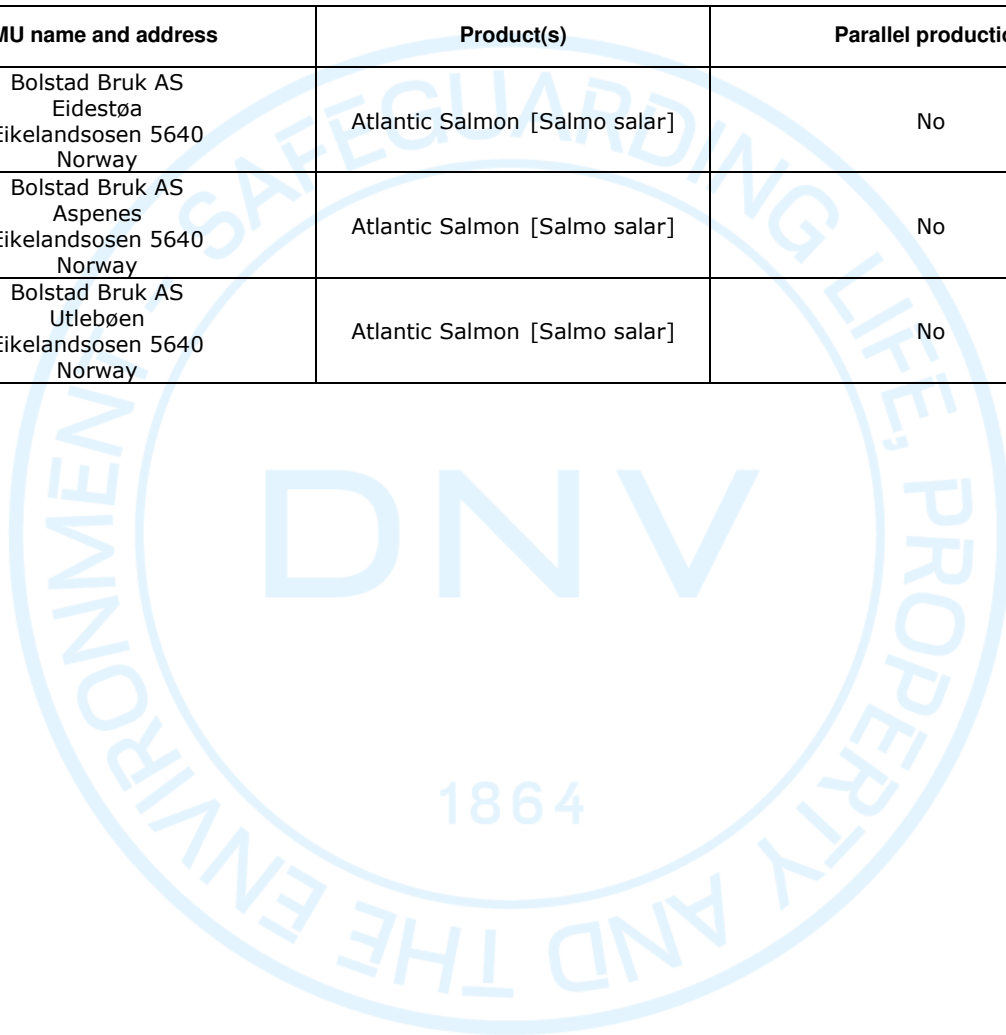 MU name and address Product(s) Parallel productio
Bolstad Bruk AS
Eidestøa
Eikelandsosen 5640
Norway
Atlantic Salmon [Salmo salar]
No
Bolstad Bruk AS
Aspenes
Eikelandsosen 5640
Norway
Atlantic Salmon [Salmo salar]
No
Bolstad Bruk AS
Utlebøen
Eikelandsosen 5640
Norway
Atlantic Salmon [Salmo salar]
No
SAFEGUARDING LIFE, PROPERTY AND THE ENVIRONMENT
DNV
1864